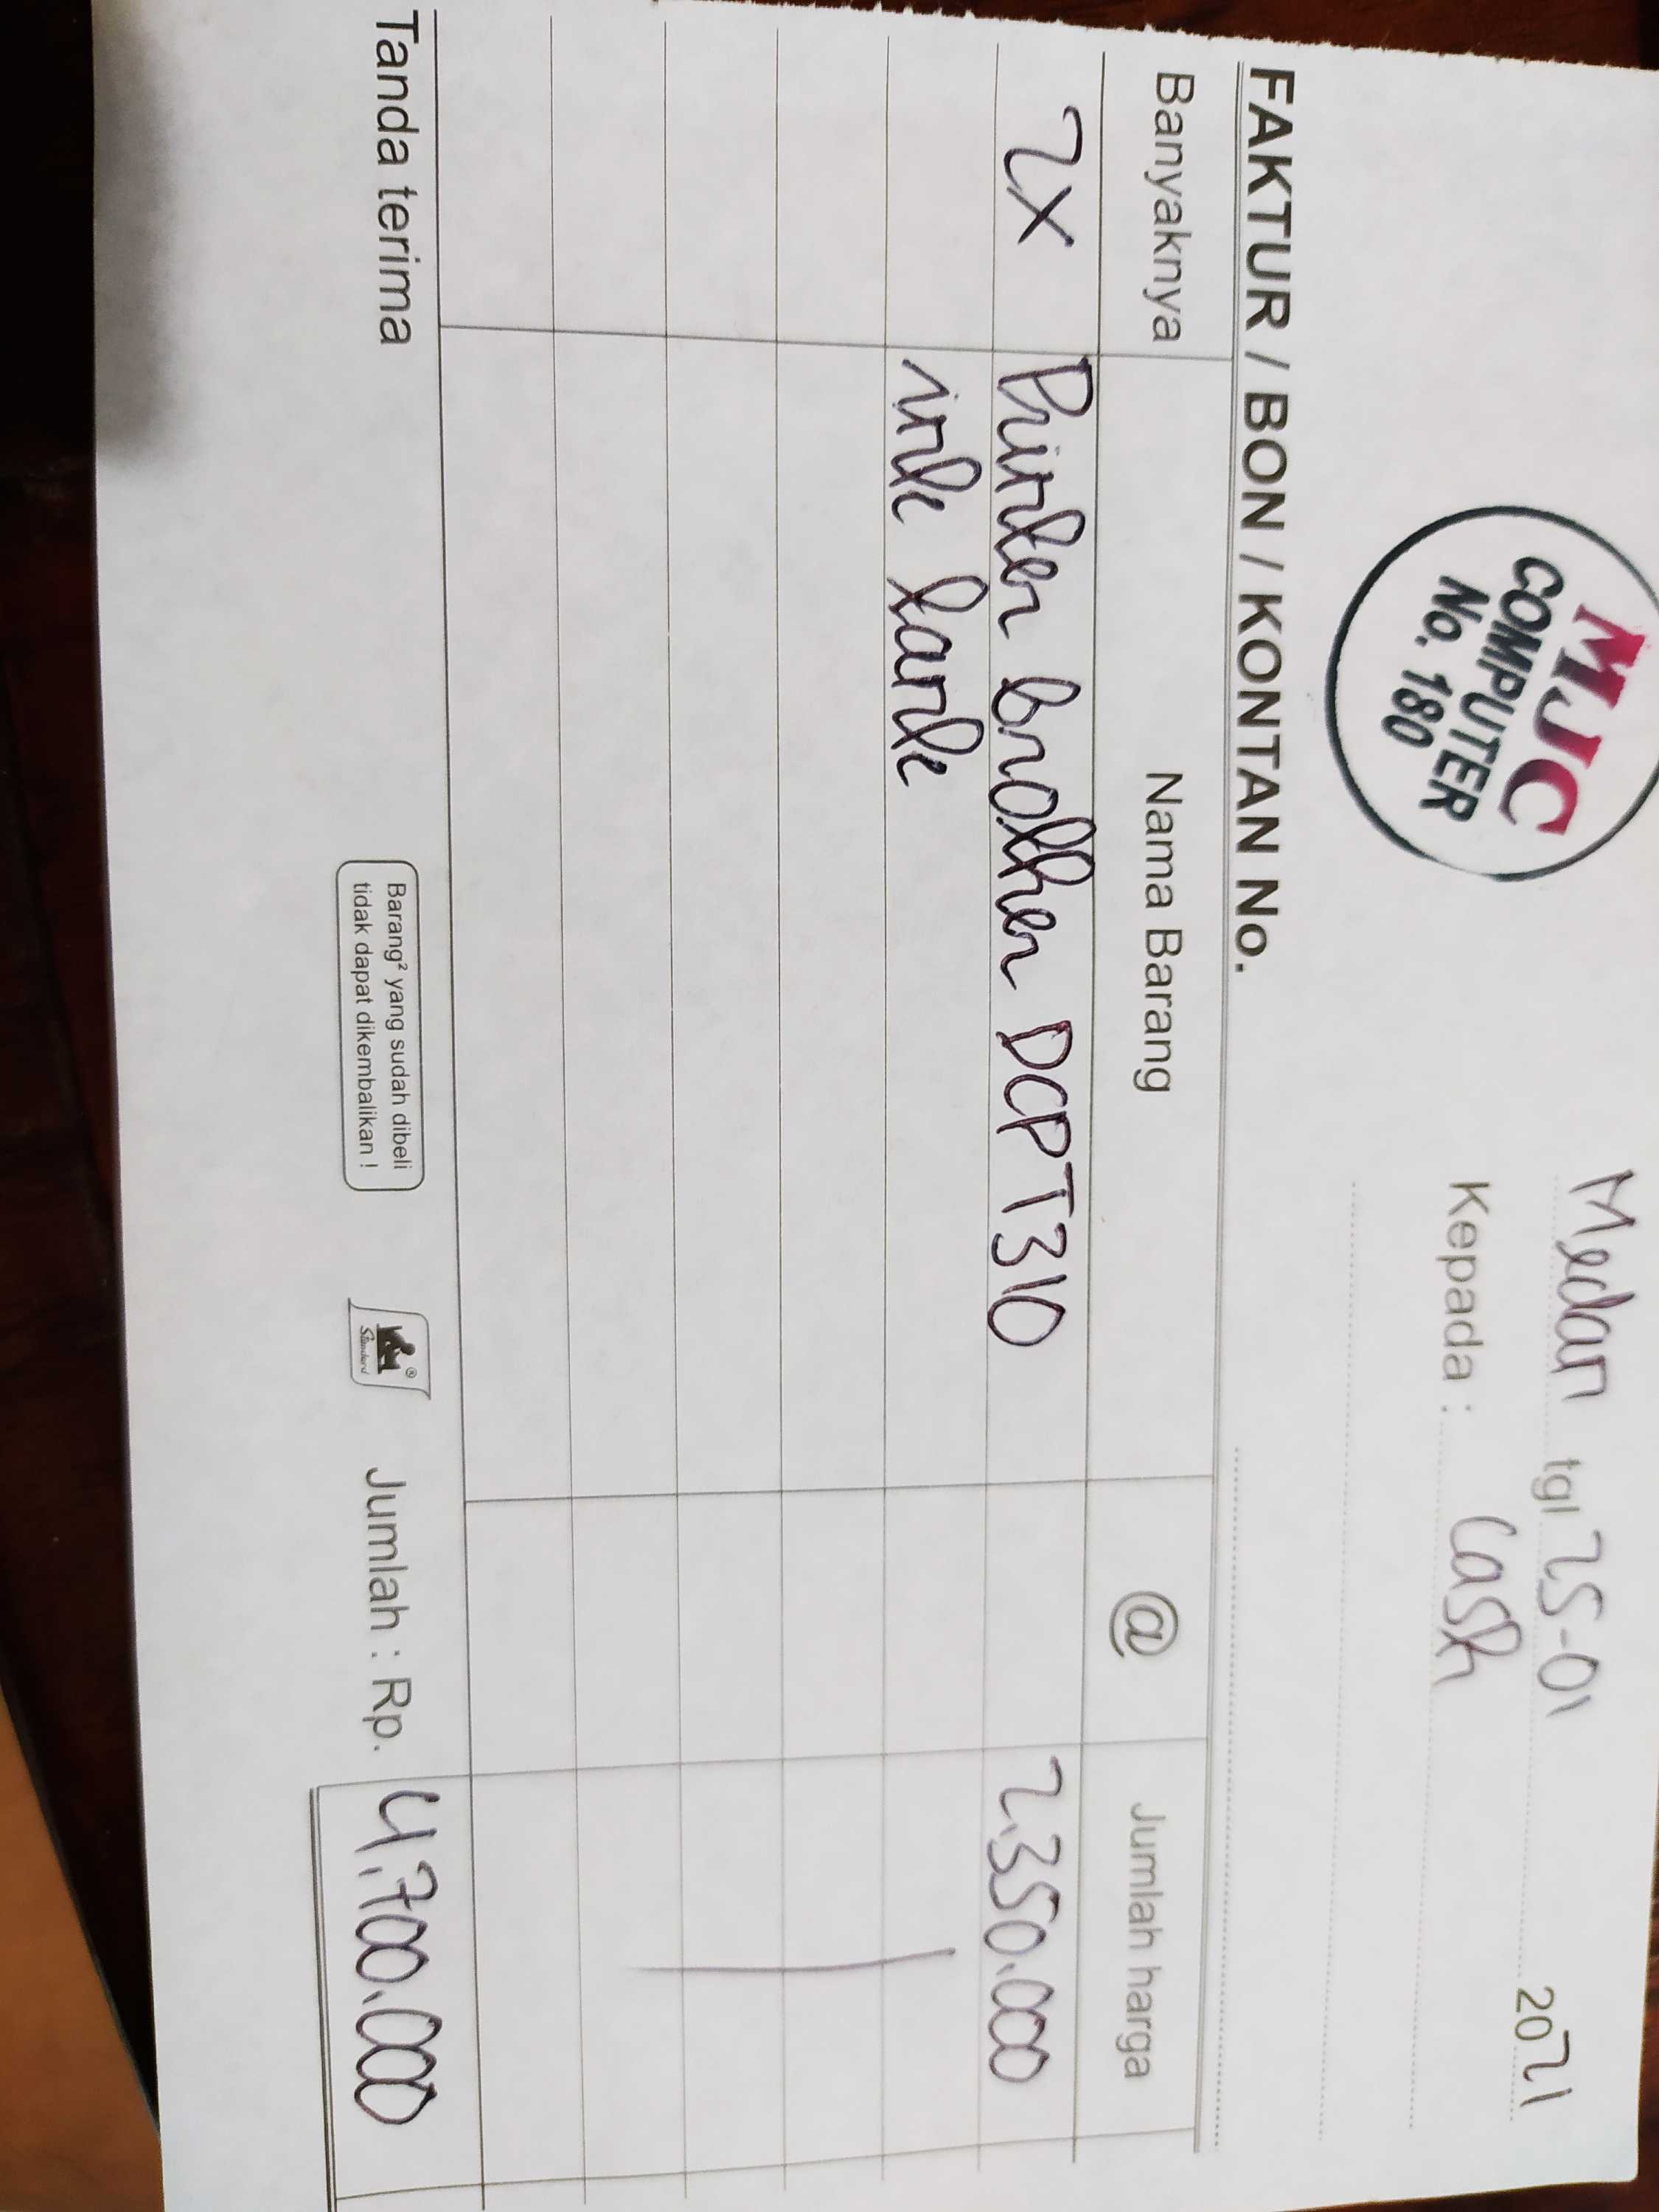 MJC
COMPUTER
No. 180
Medan tgl 25-01 2021
Kepada : Cash
FAKTUR / BON / KONTAN No.
Banyaknya Nama Barang @ Jumlah harga
2X Printer brother DCPT310 2.350.000
ink tank
Tanda terima
Barang² yang sudah dibeli
tidak dapat dikembalikan !
Standard ®
Jumlah : Rp. 4.700.000